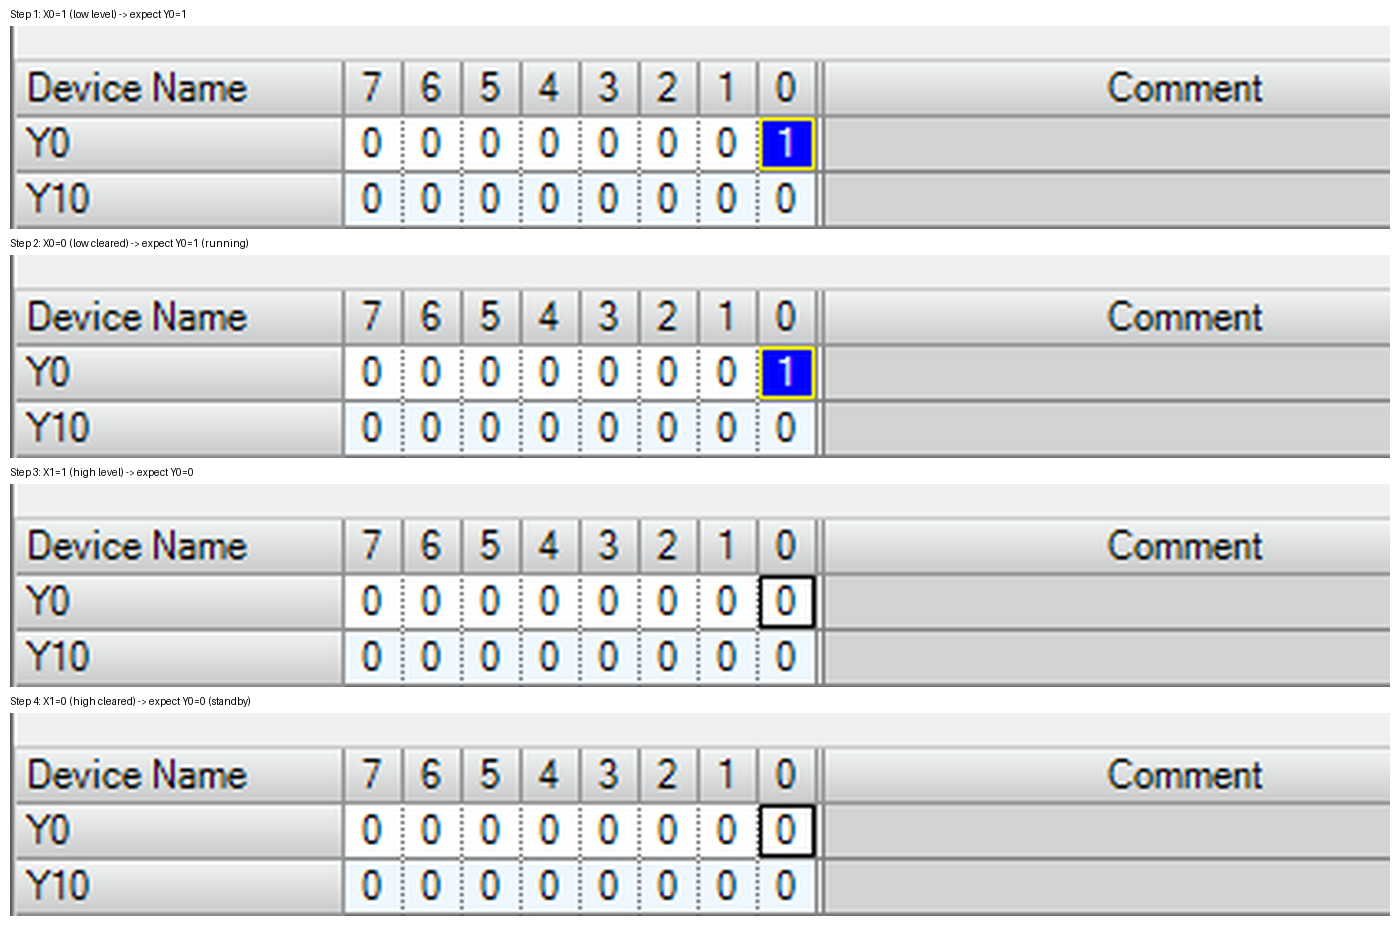 Step 1: X0=1 (low level) -> expect Y0=1
Device Name 7 6 5 4 3 2 1 0 Comment
Y0 0 0 0 0 0 0 0 1
Y10 0 0 0 0 0 0 0 0
Step 2: X0=0 (low cleared) -> expect Y0=1 (running)
Device Name 7 6 5 4 3 2 1 0 Comment
Y0 0 0 0 0 0 0 0 1
Y10 0 0 0 0 0 0 0 0
Step 3: X1=1 (high level) -> expect Y0=0
Device Name 7 6 5 4 3 2 1 0 Comment
Y0 0 0 0 0 0 0 0 0
Y10 0 0 0 0 0 0 0 0
Step 4: X1=0 (high cleared) -> expect Y0=0 (standby)
Device Name 7 6 5 4 3 2 1 0 Comment
Y0 0 0 0 0 0 0 0 0
Y10 0 0 0 0 0 0 0 0